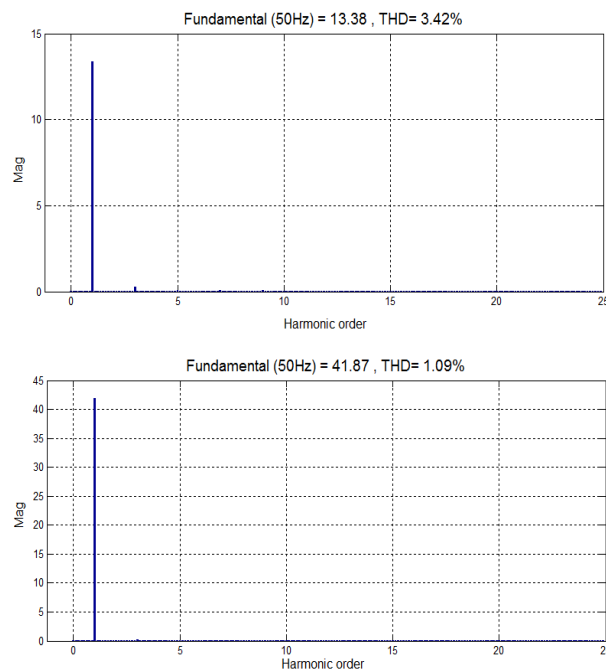 Fundamental (50Hz) = 13.38 , THD= 3.42%
15
10
5
0
Mag
0 5 10 15 20 25
Harmonic order
Fundamental (50Hz) = 41.87 , THD= 1.09%
45
40
35
30
25
20
15
10
5
0
Mag
0 5 10 15 20 2
Harmonic order